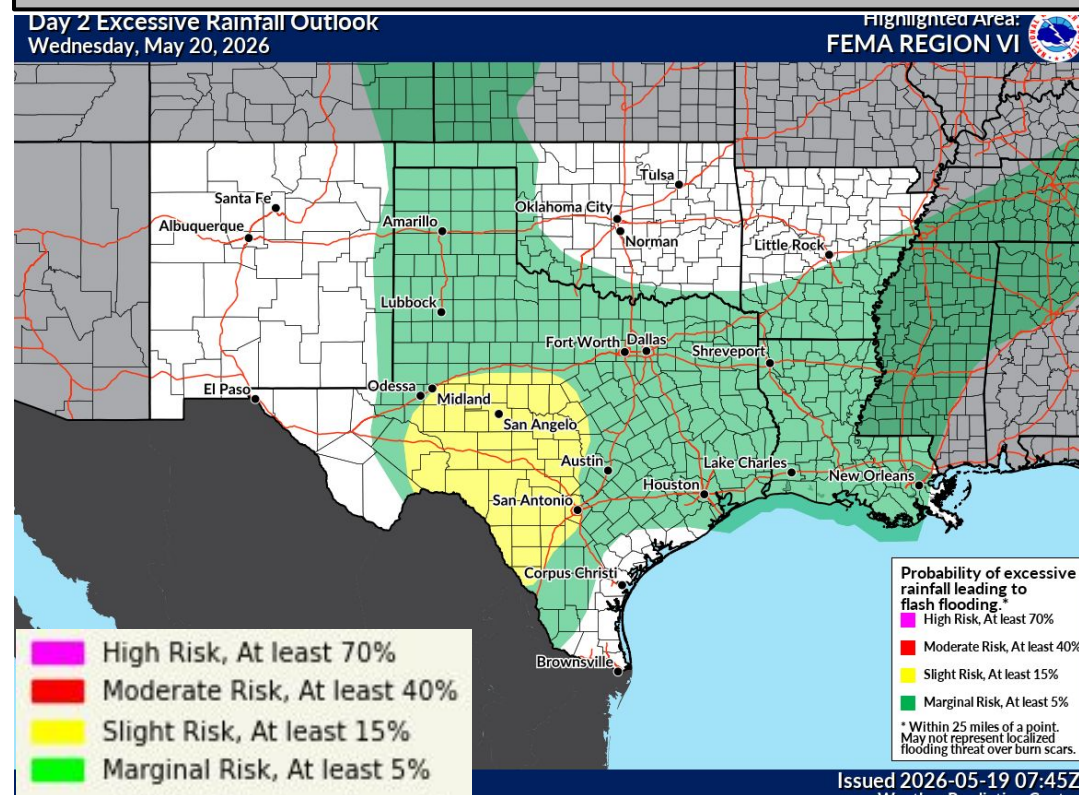 Day 2 Excessive Rainfall Outlook
Wednesday, May 20, 2026
Highlighted Area:
FEMA REGION VI
Santa Fe
Albuquerque
Amarillo
Tulsa
Oklahoma City
Norman
Little Rock
Lubbock
Fort Worth
Dallas
Shreveport
El Paso
Odessa
Midland
San Angelo
Austin
Lake Charles
New Orleans
San Antonio
Houston
Corpus Christi
Brownsville
Probability of excessive
rainfall leading to
flash flooding.*
High Risk, At least 70%
Moderate Risk, At least 40%
Slight Risk, At least 15%
Marginal Risk, At least 5%
* Within 25 miles of a point.
May not represent localized
flooding threat over burn scars.
High Risk, At least 70%
Moderate Risk, At least 40%
Slight Risk, At least 15%
Marginal Risk, At least 5%
Issued 2026-05-19 07:45Z
Weather Prediction Center